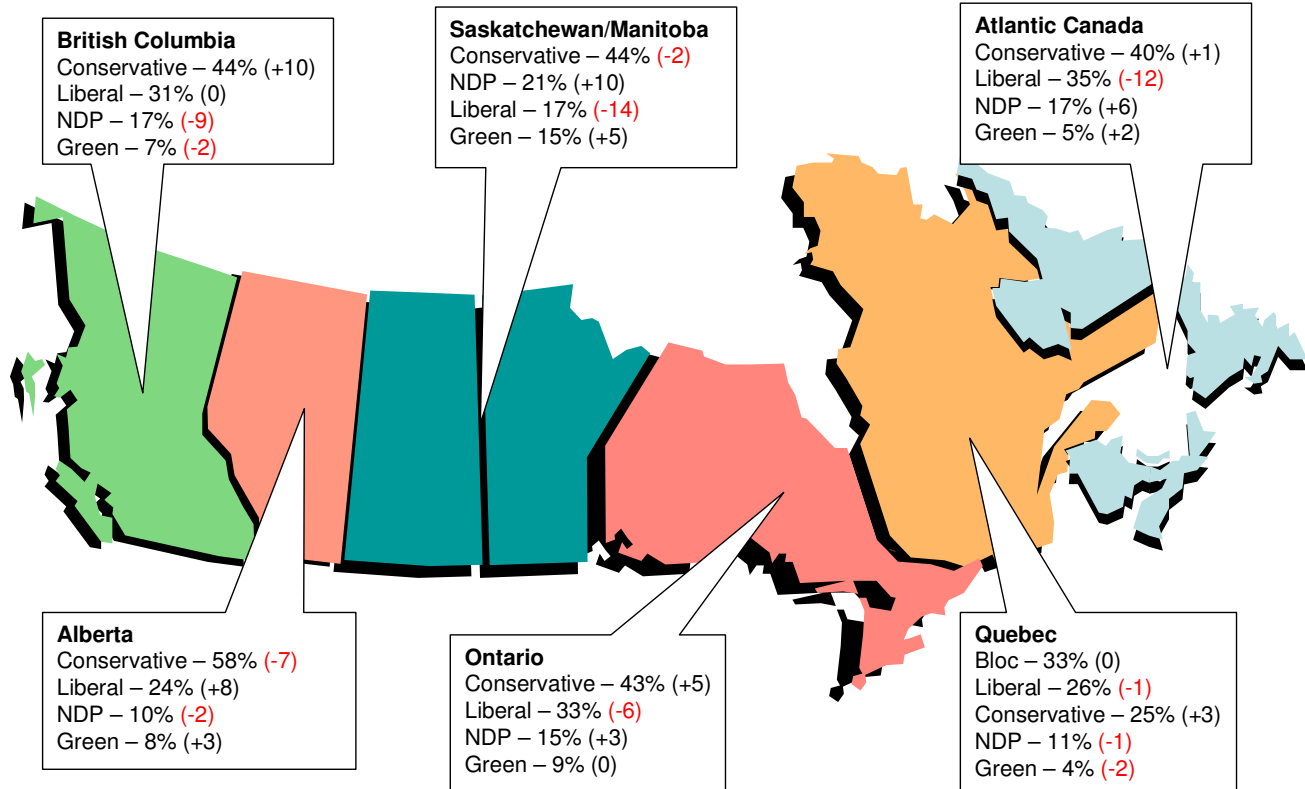 British Columbia
Conservative – 44% (+10)
Liberal – 31% (0)
NDP – 17% (-9)
Green – 7% (-2)
Saskatchewan/Manitoba
Conservative – 44% (-2)
NDP – 21% (+10)
Liberal – 17% (-14)
Green – 15% (+5)
Atlantic Canada
Conservative – 40% (+1)
Liberal – 35% (-12)
NDP – 17% (+6)
Green – 5% (+2)
Alberta
Conservative – 58% (-7)
Liberal – 24% (+8)
NDP – 10% (-2)
Green – 8% (+3)
Ontario
Conservative – 43% (+5)
Liberal – 33% (-6)
NDP – 15% (+3)
Green – 9% (0)
Quebec
Bloc – 33% (0)
Liberal – 26% (-1)
Conservative – 25% (+3)
NDP – 11% (-1)
Green – 4% (-2)